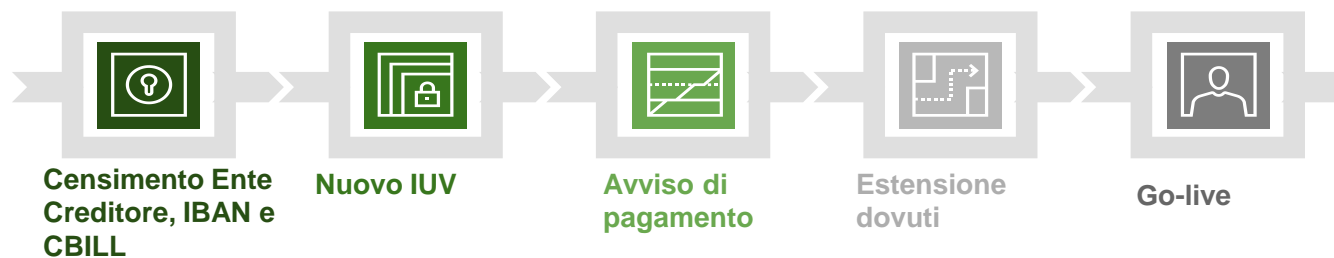 Censimento Ente
Creditore, IBAN e
CBILL
Nuovo IUV
Avviso di
pagamento
Estensione
dovuti
Go-live